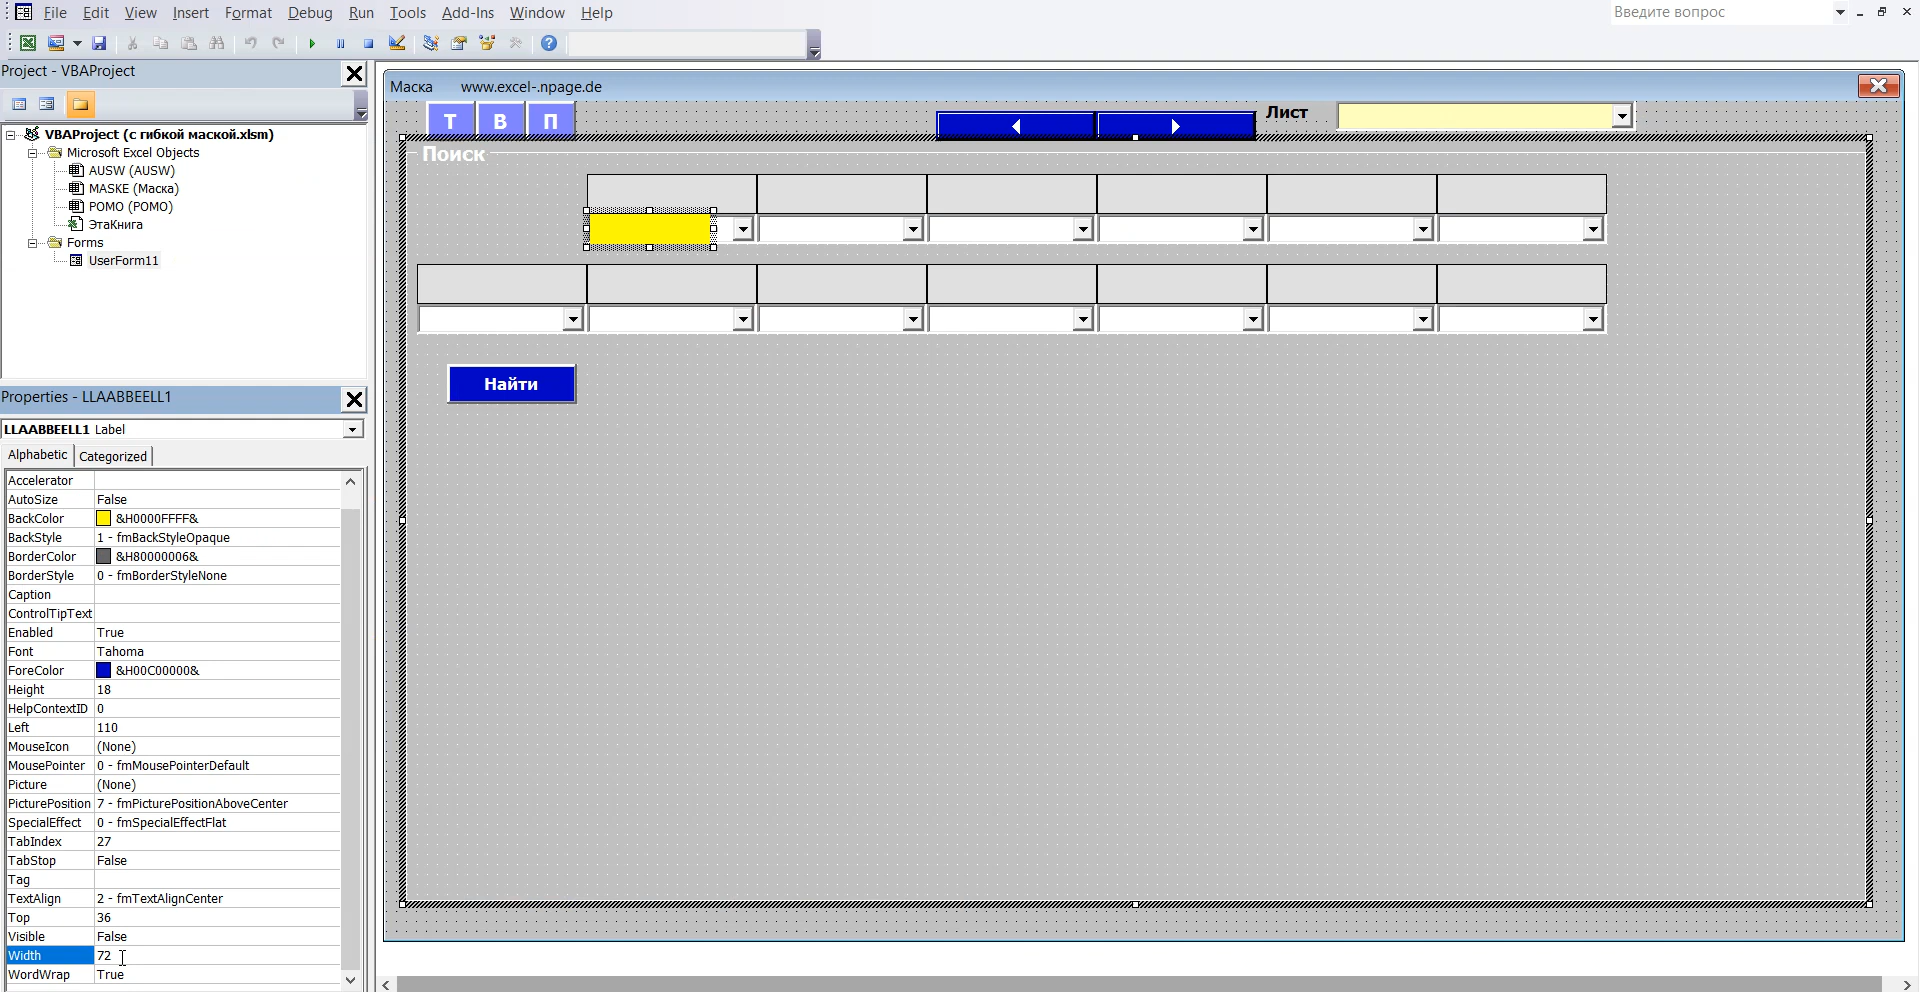 File Edit View Insert Format Debug Run Tools Add-Ins Window Help
Введите вопрос
Project - VBAProject
VBAProject (с гибкой маской.xlsm)
Microsoft Excel Objects
AUSW (AUSW)
MASKE (Маска)
POMO (POMO)
ЭтаКнига
Forms
UserForm11
Properties - LLAABBEELL1
LLAABBEELL1 Label
Alphabetic Categorized
Accelerator
AutoSize False
BackColor &H0000FFFF&
BackStyle 1 - fmBackStyleOpaque
BorderColor &H80000006&
BorderStyle 0 - fmBorderStyleNone
Caption
ControlTipText
Enabled True
Font Tahoma
ForeColor &H00C00000&
Height 18
HelpContextID 0
Left 110
MouseIcon (None)
MousePointer 0 - fmMousePointerDefault
Picture (None)
PicturePosition 7 - fmPicturePositionAboveCenter
SpecialEffect 0 - fmSpecialEffectFlat
TabIndex 27
TabStop False
Tag
TextAlign 2 - fmTextAlignCenter
Top 36
Visible False
Width 72
WordWrap True
Маска www.excel-.npage.de
Т В П
Лист
Поиск
Найти